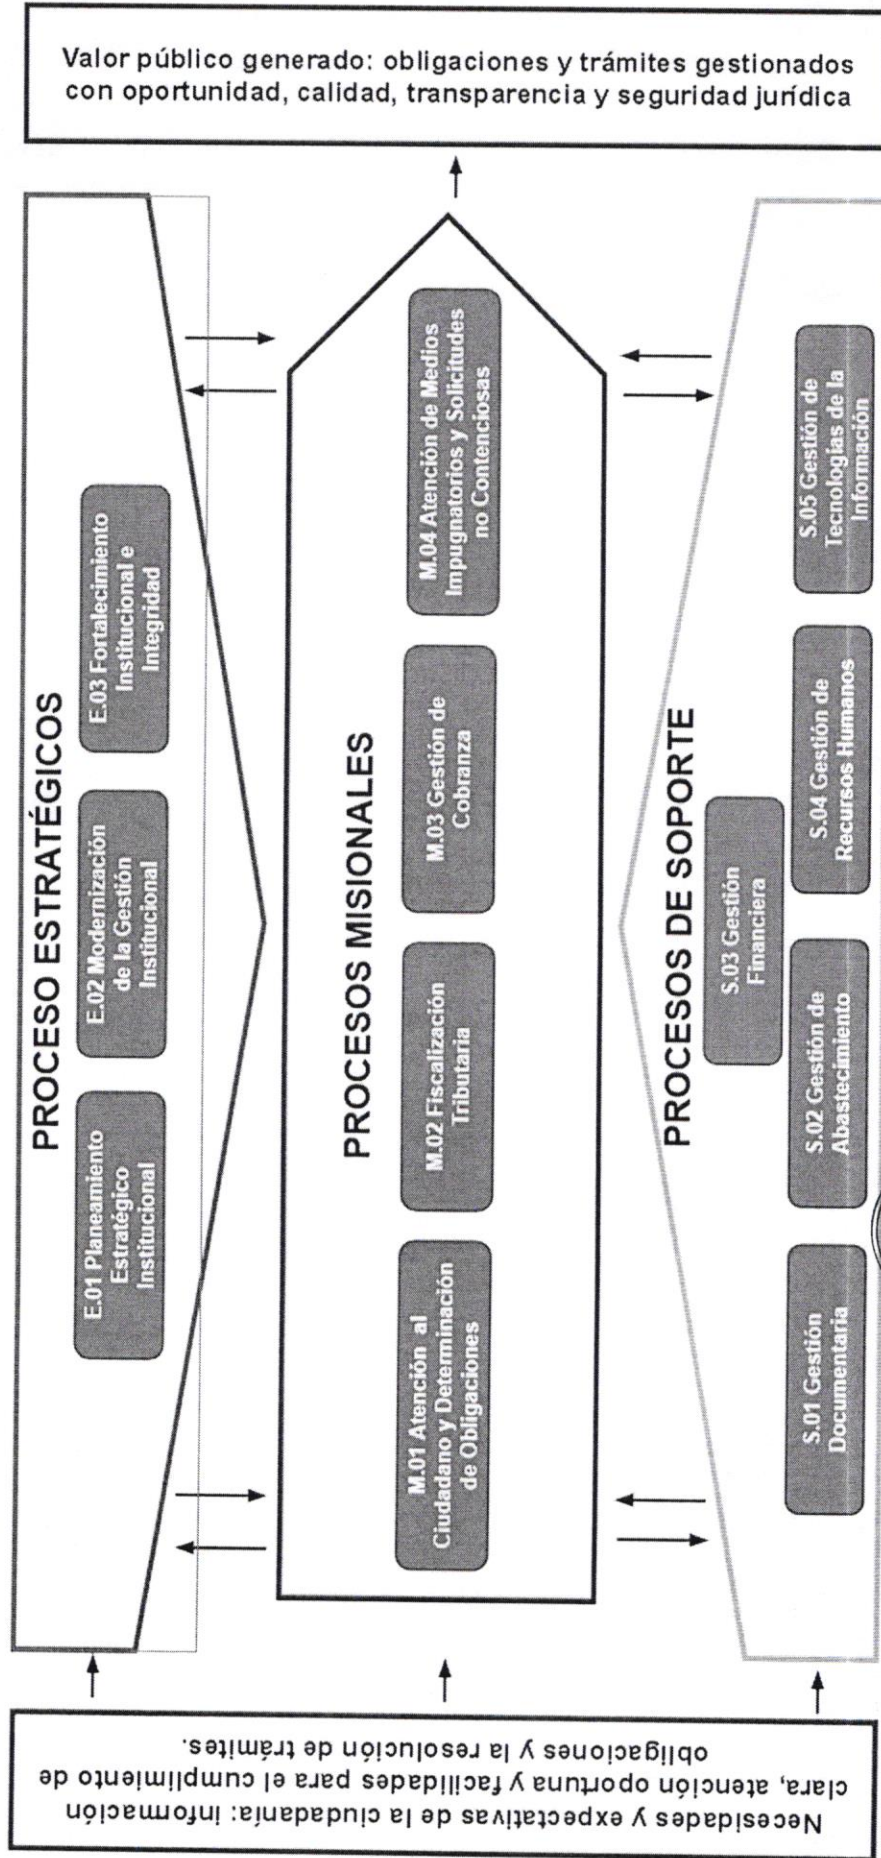 Necesidades y expectativas de la ciudadanía: información
clara, atención oportuna y facilidades para el cumplimiento de
obligaciones y la resolución de trámites.
PROCESO ESTRATÉGICOS
E.01 Planeamiento
Estratégico
Institucional
E.02 Modernización
de la Gestión
Institucional
E.03 Fortalecimiento
Institucional e
Integridad
PROCESOS MISIONALES
M.01 Atención al
Ciudadano y Determinación
de Obligaciones
M.02 Fiscalización
Tributaria
M.03 Gestión de
Cobranza
M.04 Atención de Medios
Impugnatorios y Solicitudes
no Contenciosas
PROCESOS DE SOPORTE
S.01 Gestión
Documentaria
S.02 Gestión de
Abastecimiento
S.03 Gestión
Financiera
S.04 Gestión de
Recursos Humanos
S.05 Gestión de
Tecnologías de la
Información
Valor público generado: obligaciones y trámites gestionados
con oportunidad, calidad, transparencia y seguridad jurídica